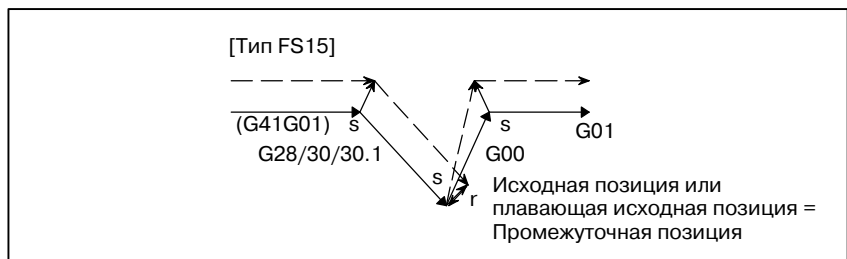 [Тип FS15]
(G41G01) s
s G01
G28/30/30.1 G00
s
r
Исходная позиция или
плавающая исходная позиция =
Промежуточная позиция